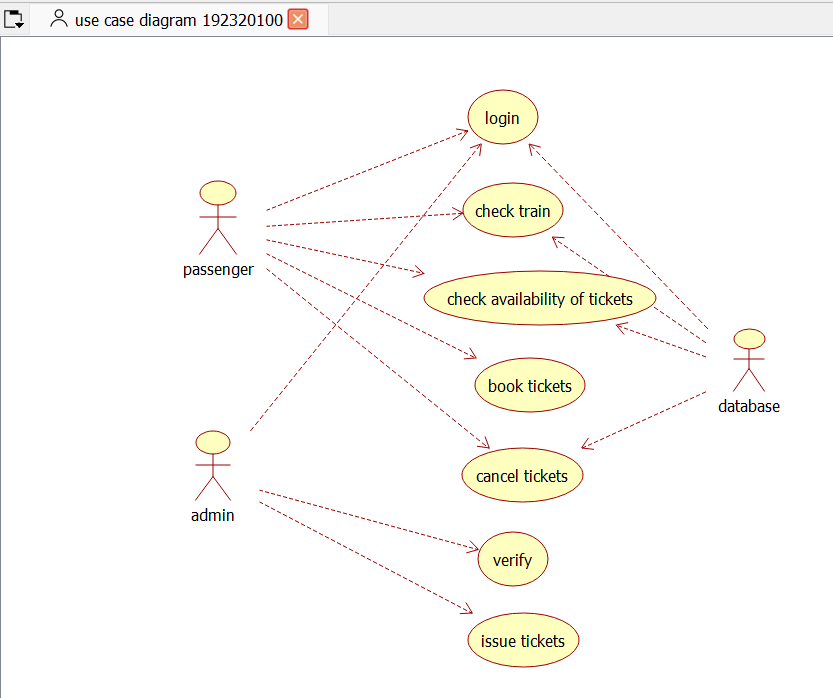 use case diagram 192320100
login
check train
passenger
check availability of tickets
book tickets
database
cancel tickets
admin
verify
issue tickets